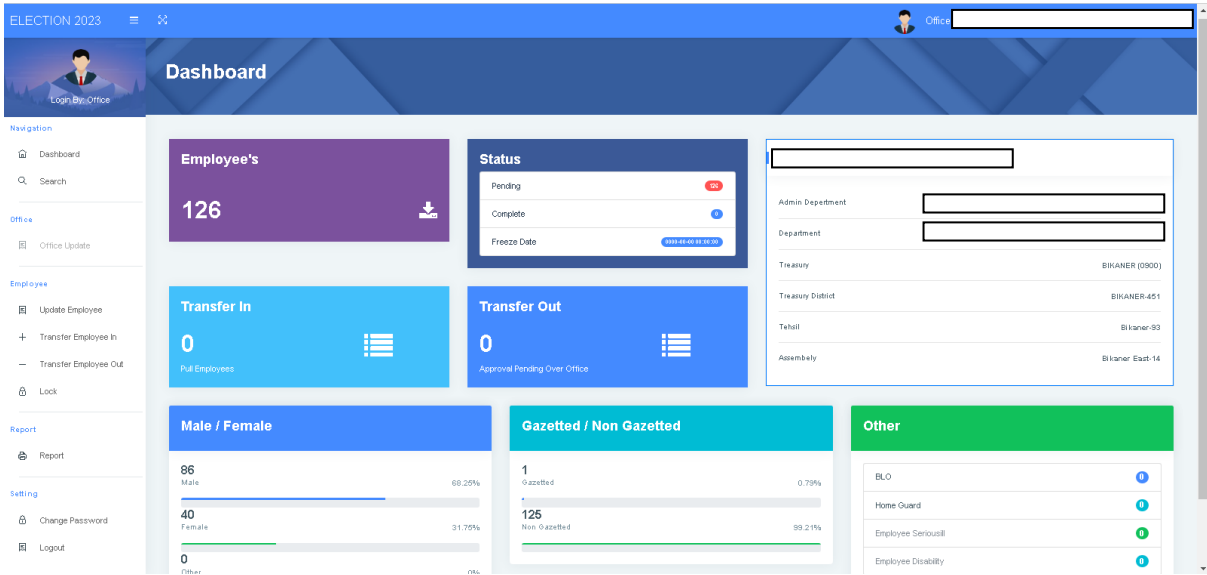 ELECTION 2023
Office
Login By: Office
Dashboard
Navigation
Dashboard
Search
Office
Office Update
Employee
Update Employee
Transfer Employee In
Transfer Employee Out
Lock
Report
Report
Setting
Change Password
Logout
Employee's
126
Status
Pending 126
Complete 0
Freeze Date 0000-00-00 00:00:00
Admin Depertment
Department
Treasury BIKANER (0900)
Treasury District BIKANER-451
Tehsil Bikaner-93
Assembely Bikaner East-14
Transfer In
0
Pull Employees
Transfer Out
0
Approval Pending Over Office
Male / Female
86
Male 68.25%
40
Female 31.75%
0
Other 0%
Gazetted / Non Gazetted
1
Gazetted 0.79%
125
Non Gazetted 99.21%
Other
BLO 0
Home Guard 0
Employee Seriousill 0
Employee Disability 0